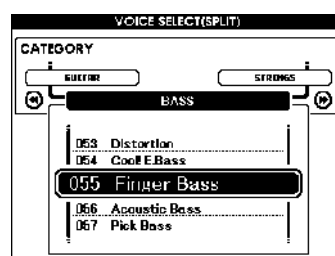 VOICE SELECT(SPLIT)
CATEGORY
GUITAR
STRINGS
BASS
053 Distortion
054 Cool! E.Bass
055 Finger Bass
056 Acoustic Bass
057 Pick Bass